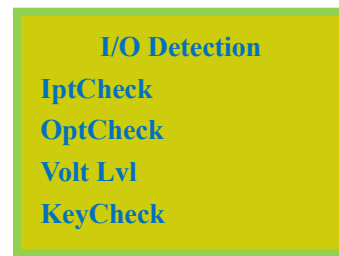 I/O Detection
IptCheck
OptCheck
Volt Lvl
KeyCheck